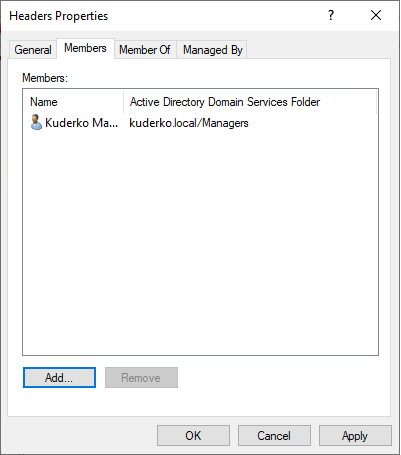 Headers Properties
General Members Member Of Managed By
Members:
Name Active Directory Domain Services Folder
Kuderko Ma... kuderko.local/Managers
Add... Remove
OK Cancel Apply